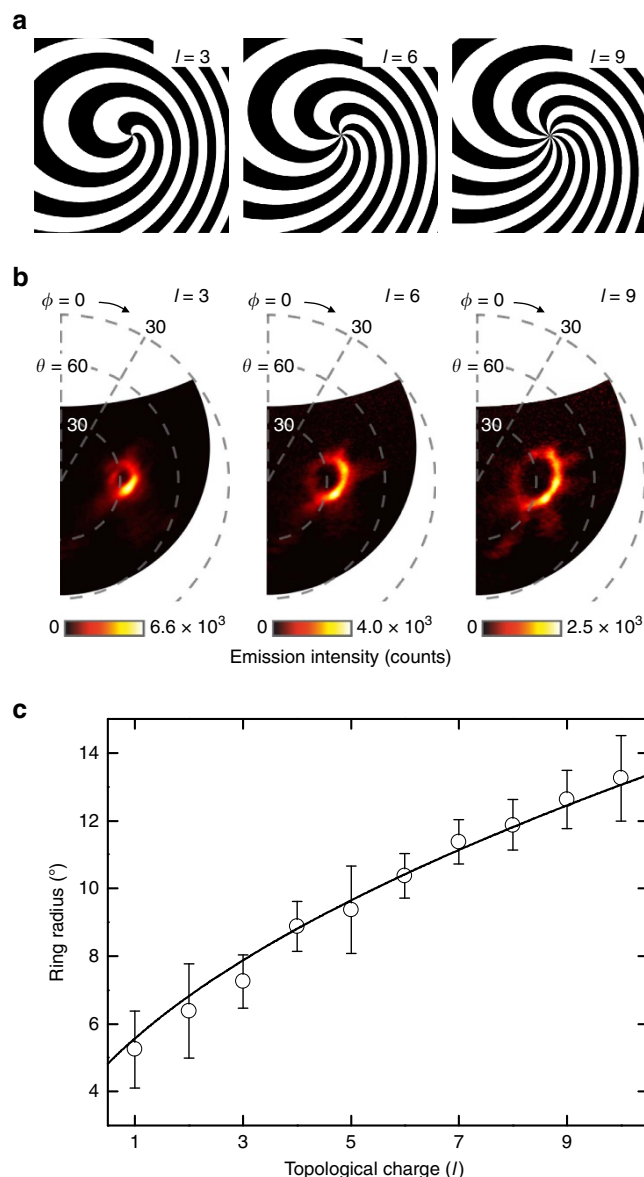 a
l = 3
l = 6
l = 9
b
ϕ = 0
30
l = 3
θ = 60
30
ϕ = 0
30
l = 6
θ = 60
30
ϕ = 0
30
l = 9
θ = 60
30
0 6.6 × 10³
0 4.0 × 10³
0 2.5 × 10³
Emission intensity (counts)
c
14
12
10
8
6
4
Ring radius (°)
1 3 5 7 9
Topological charge (l)